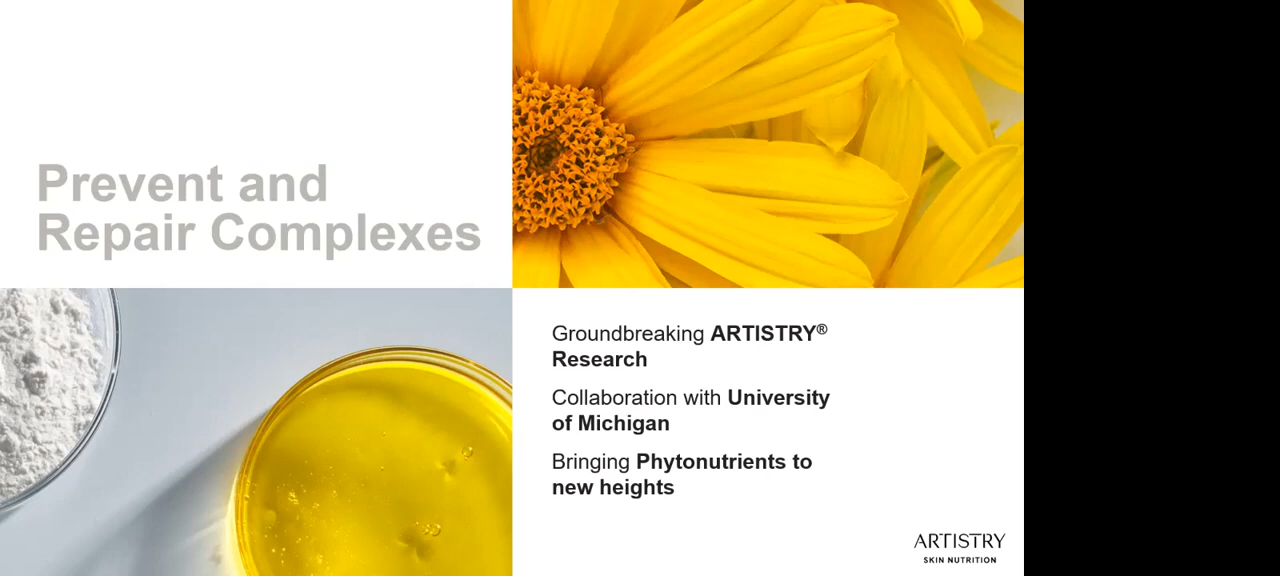 Prevent and
Repair Complexes
Groundbreaking ARTISTRY®
Research
Collaboration with University
of Michigan
Bringing Phytonutrients to
new heights
ARTISTRY
SKIN NUTRITION